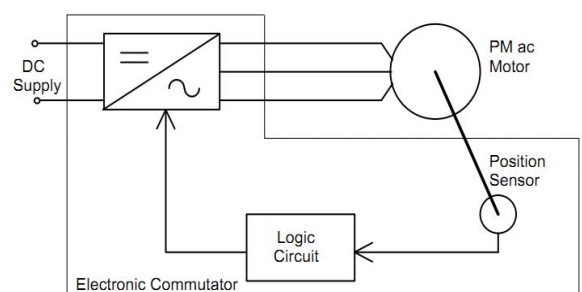 DC
Supply
PM ac
Motor
Position
Sensor
Logic
Circuit
Electronic Commutator